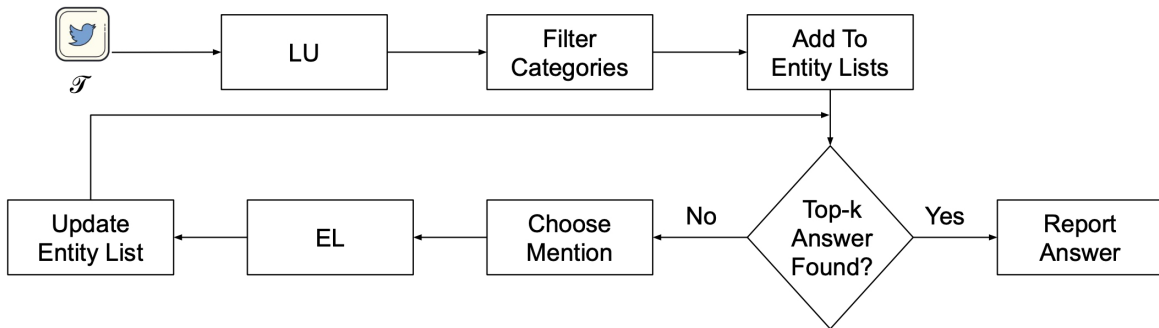 LU
Filter
Categories
Add To
Entity Lists
𝒯
Update
Entity List
EL
Choose
Mention
No
Top-k
Answer
Found?
Yes
Report
Answer